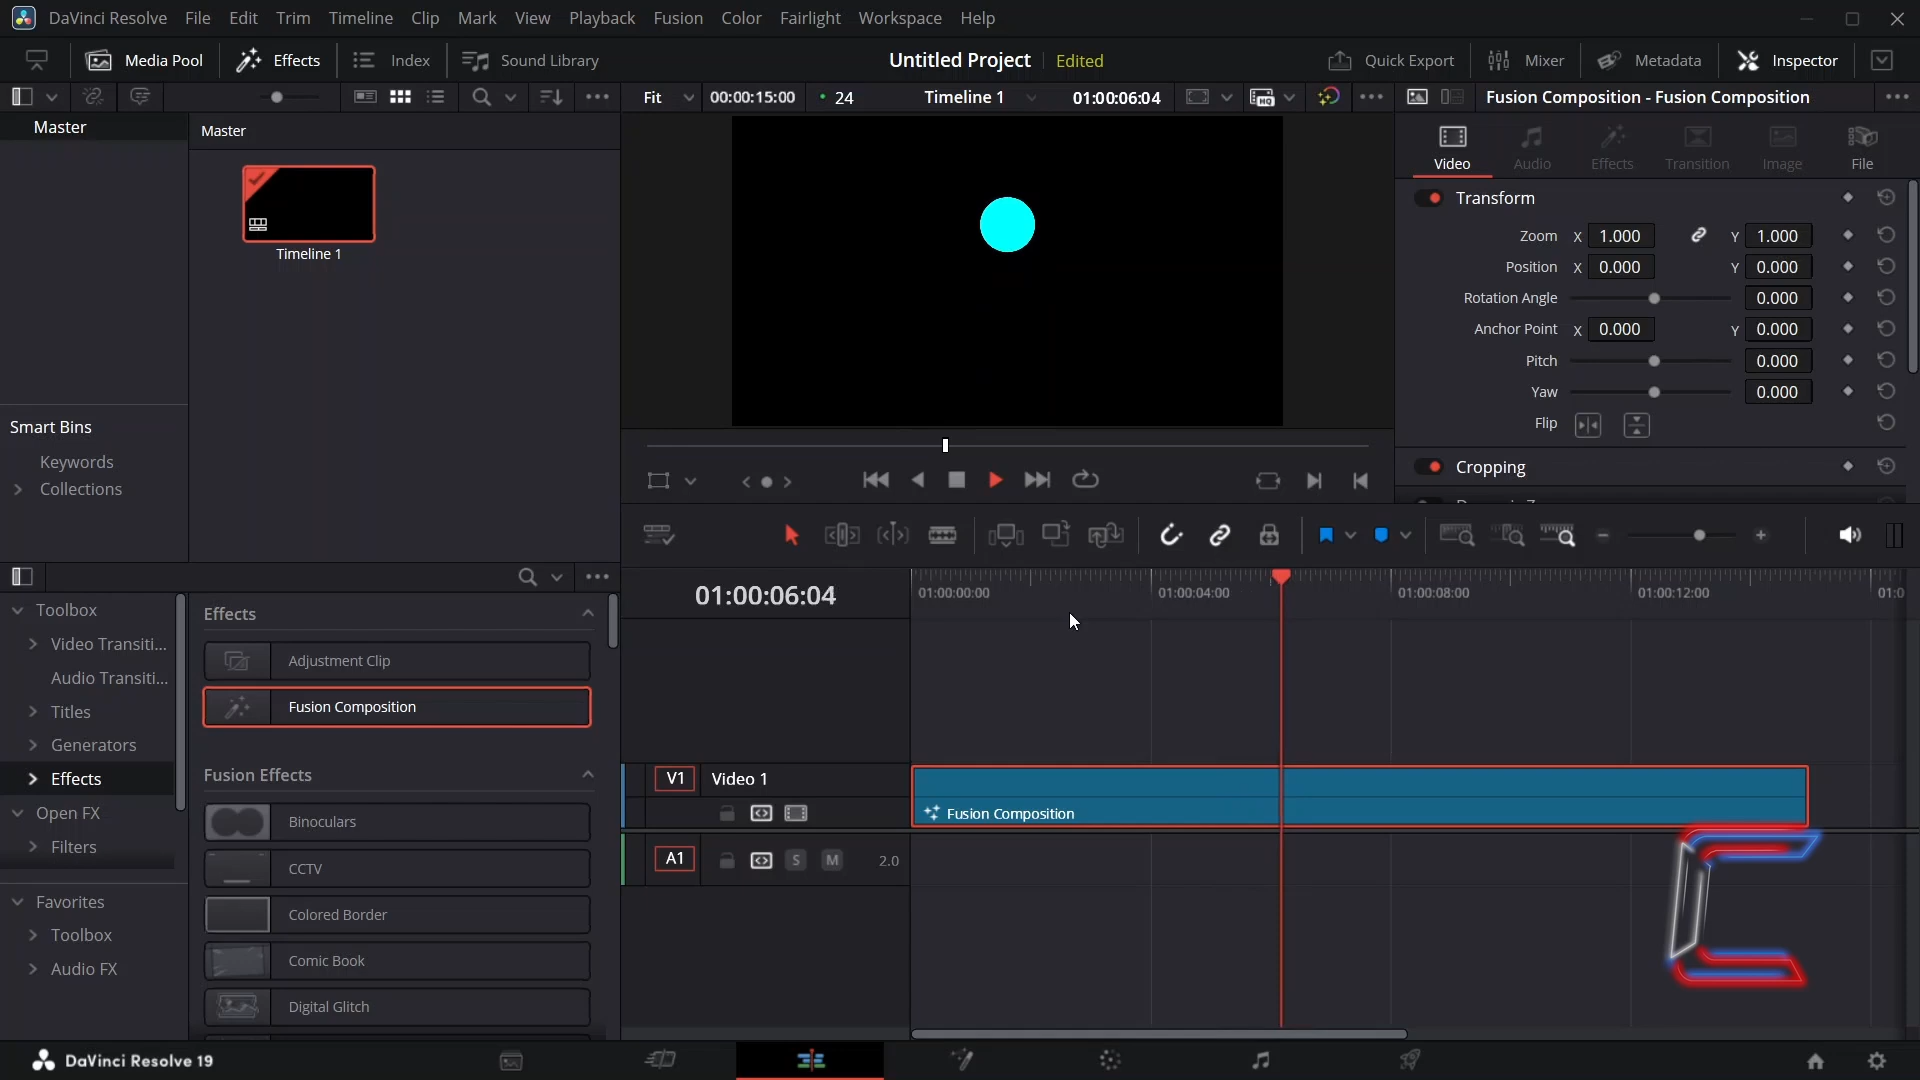 DaVinci Resolve File Edit Trim Timeline Clip Mark View Playback Fusion Color Fairlight Workspace Help
Media Pool Effects Index Sound Library Untitled Project Edited Quick Export Mixer Metadata Inspector
Fit 00:00:15:00 24 Timeline 1 01:00:06:04 HQ Fusion Composition - Fusion Composition
Master
Master
Timeline 1
Smart Bins
Keywords
Collections
Video Audio Effects Transition Image File
Transform
Zoom X 1.000 Y 1.000
Position X 0.000 Y 0.000
Rotation Angle 0.000
Anchor Point X 0.000 Y 0.000
Pitch 0.000
Yaw 0.000
Flip
Cropping
Toolbox
Video Transiti...
Audio Transiti...
Titles
Generators
Effects
Open FX
Filters
Favorites
Toolbox
Audio FX
Effects
Adjustment Clip
Fusion Composition
Fusion Effects
Binoculars
CCTV
Colored Border
Comic Book
Digital Glitch
01:00:06:04
01:00:00:00 01:00:04:00 01:00:08:00 01:00:12:00 01:0
V1 Video 1
Fusion Composition
A1 S M 2.0
DaVinci Resolve 19